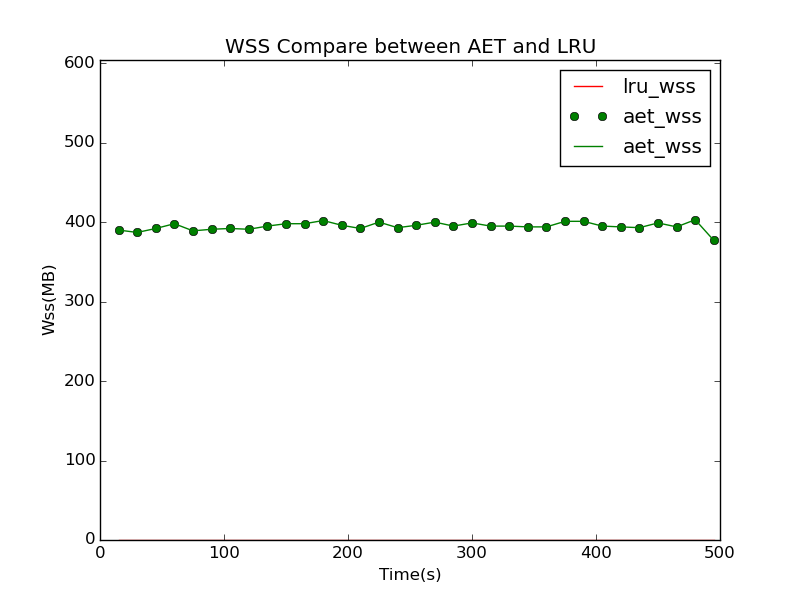 WSS Compare between AET and LRU
lru_wss
aet_wss
aet_wss
600
500
400
300
200
100
0
Wss(MB)
0 100 200 300 400 500
Time(s)